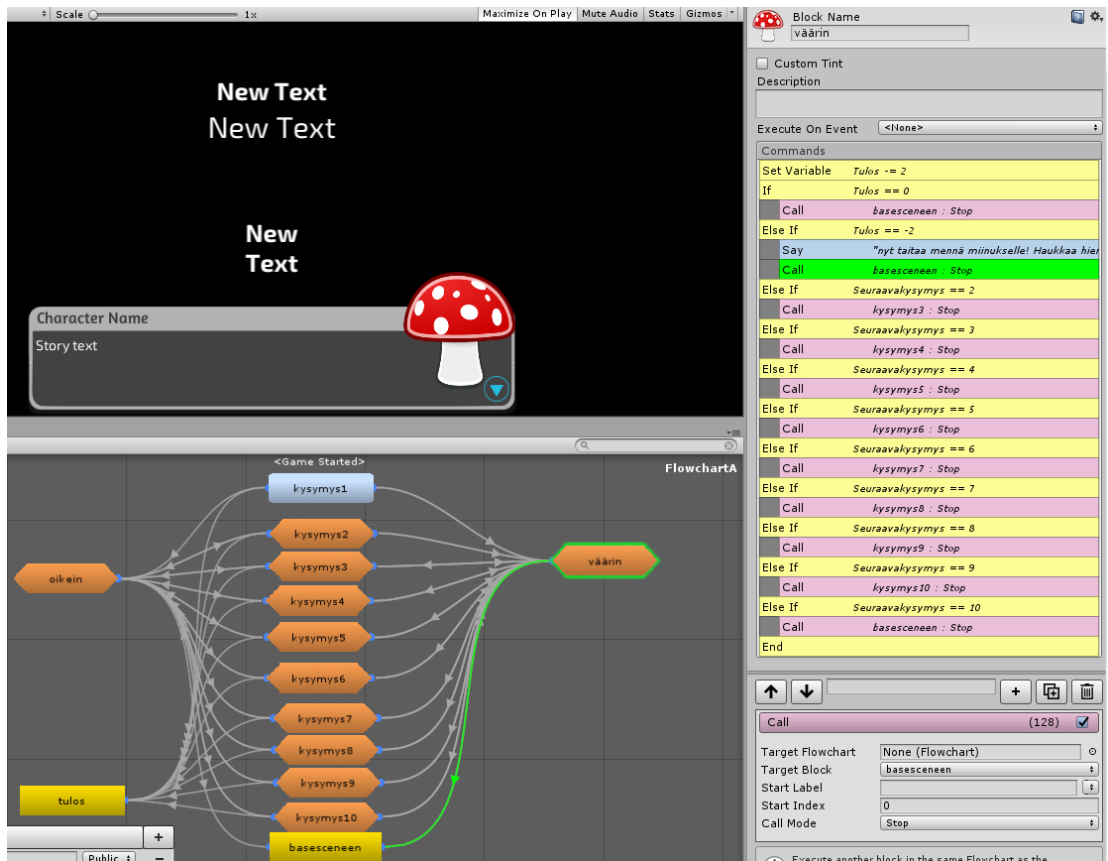 Scale 1x Maximize On Play Mute Audio Stats Gizmos
New Text
New Text
New
Text
Character Name
Story text
FlowchartA
<Game Started>
kysymys1
kysymys2
kysymys3
kysymys4
kysymys5
kysymys6
kysymys7
kysymys8
kysymys9
kysymys10
basesceneen
oikein
väärin
tulos
Public
Block Name
väärin
Custom Tint
Description
Execute On Event <None>
Commands
Set Variable Tulos -= 2
If Tulos == 0
Call basesceneen : Stop
Else If Tulos == -2
Say "nyt taitaa mennä miinukselle! Haukkaa hier
Call basesceneen : Stop
Else If Seuraavakysymys == 2
Call kysymys3 : Stop
Else If Seuraavakysymys == 3
Call kysymys4 : Stop
Else If Seuraavakysymys == 4
Call kysymys5 : Stop
Else If Seuraavakysymys == 5
Call kysymys6 : Stop
Else If Seuraavakysymys == 6
Call kysymys7 : Stop
Else If Seuraavakysymys == 7
Call kysymys8 : Stop
Else If Seuraavakysymys == 8
Call kysymys9 : Stop
Else If Seuraavakysymys == 9
Call kysymys10 : Stop
Else If Seuraavakysymys == 10
Call basesceneen : Stop
End
Call (128)
Target Flowchart None (Flowchart)
Target Block basesceneen
Start Label
Start Index 0
Call Mode Stop
Execute another block in the same Flowchart as the